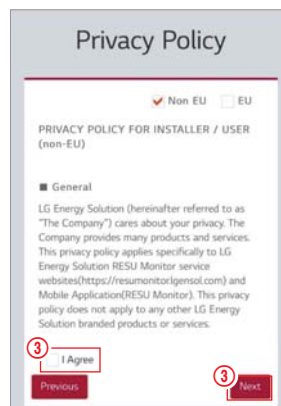 Privacy Policy
Non EU EU
PRIVACY POLICY FOR INSTALLER / USER
(non-EU)
■ General
LG Energy Solution (hereinafter referred to as
"The Company") cares about your privacy. The
Company provides many products and services.
This privacy policy applies specifically to LG
Energy Solution RESU Monitor service
websites(https://resumonitor.lgensol.com) and
Mobile Application(RESU Monitor). This privacy
policy does not apply to any other LG Energy
Solution branded products or services.
③
I Agree
③
Previous Next